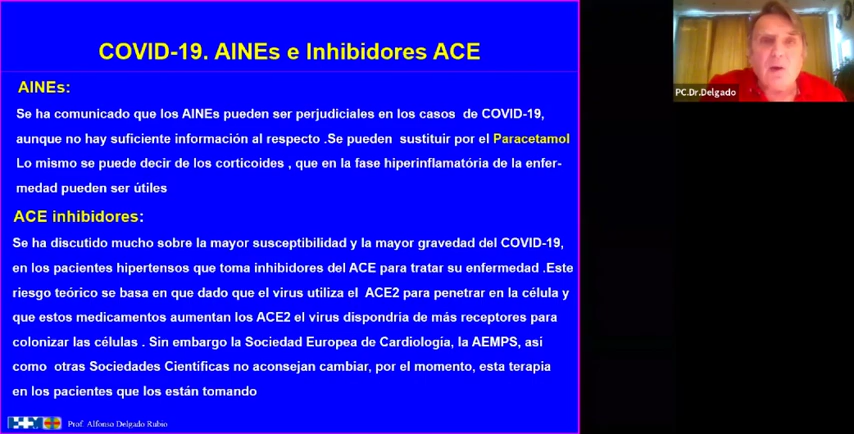 COVID-19. AINEs e Inhibidores ACE
AINEs:
Se ha comunicado que los AINEs pueden ser perjudiciales en los casos de COVID-19,
aunque no hay suficiente información al respecto .Se pueden sustituir por el Paracetamol
Lo mismo se puede decir de los corticoides , que en la fase hiperinflamatória de la enfer-
medad pueden ser útiles
ACE inhibidores:
Se ha discutido mucho sobre la mayor susceptibilidad y la mayor gravedad del COVID-19,
en los pacientes hipertensos que toma inhibidores del ACE para tratar su enfermedad .Este
riesgo teórico se basa en que dado que el virus utiliza el ACE2 para penetrar en la célula y
que estos medicamentos aumentan los ACE2 el virus dispondria de más receptores para
colonizar las células . Sin embargo la Sociedad Europea de Cardiología, la AEMPS, asi
como otras Sociedades Cientificas no aconsejan cambiar, por el momento, esta terapia
en los pacientes que los están tomando
Prof. Alfonso Delgado Rubio
PC.Dr.Delgado